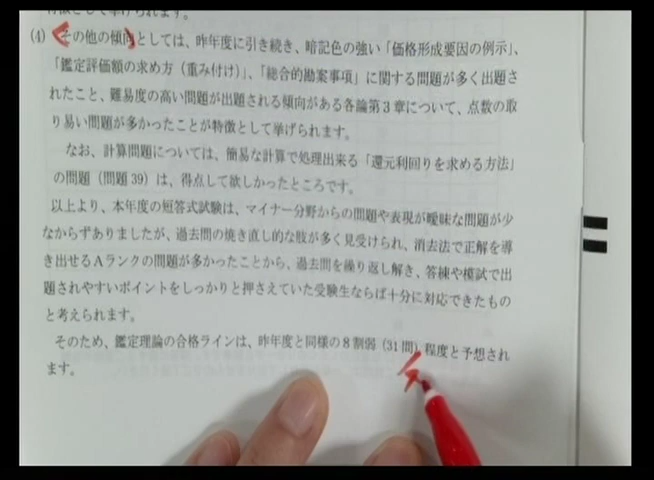 (4) その他の傾向としては、昨年度に引き続き、暗記色の強い「価格形成要因の例示」、
「鑑定評価額の求め方（重み付け）」、「総合的勘案事項」に関する問題が多く出題さ
れたこと、難易度の高い問題が出題される傾向がある各論第３章について、点数の取
り易い問題が多かったことが特徴として挙げられます。
なお、計算問題については、簡易な計算で処理出来る「還元利回りを求める方法」
の問題（問題 39）は、得点して欲しかったところです。
以上より、本年度の短答式試験は、マイナー分野からの問題や表現が曖昧な問題が少
なからずありましたが、過去問の焼き直し的な肢が多く見受けられ、消去法で正解を導
き出せるＡランクの問題が多かったことから、過去問を繰り返し解き、答練や模試で出
題されやすいポイントをしっかりと押さえていた受験生ならば十分に対応できたもの
と考えられます。
そのため、鑑定理論の合格ラインは、昨年度と同様の８割弱（31 問）程度と予想され
ます。